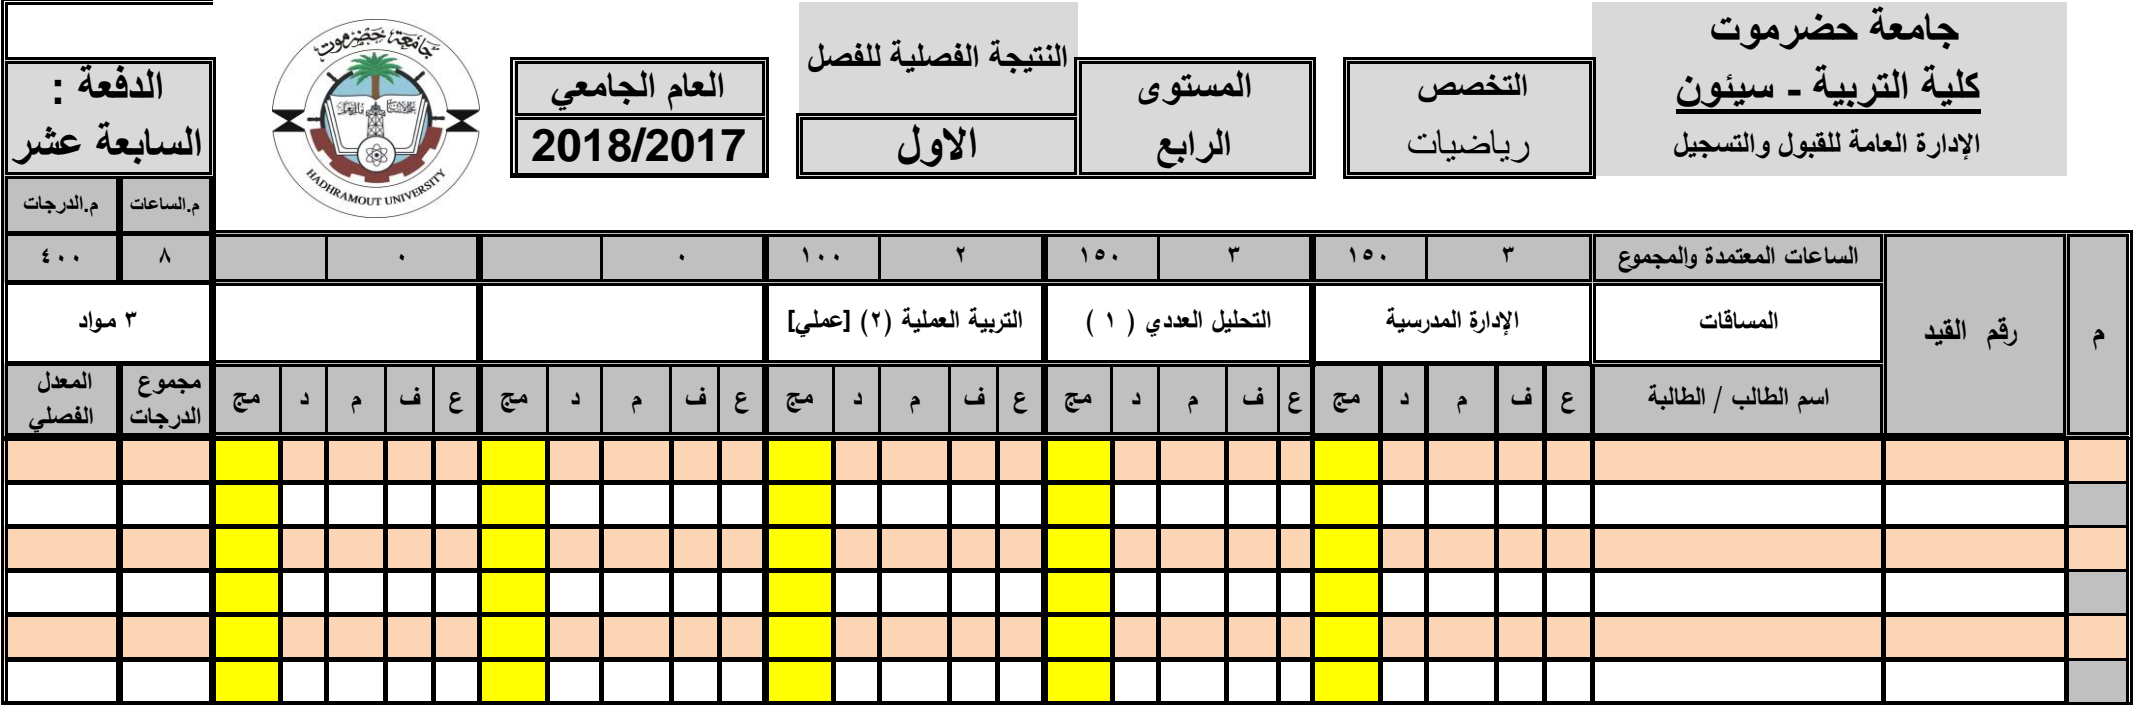 جامعة حضرموت
كلية التربية - سيئون
الإدارة العامة للقبول والتسجيل
التخصص
رياضيات
المستوى
الرابع
النتيجة الفصلية للفصل
الاول
العام الجامعي
2018/2017
جامعة حضرموت
HADHRAMOUT UNIVERSITY
الدفعة :
السابعة عشر
م.الساعات م.الدرجات
م رقم القيد
الساعات المعتمدة والمجموع ٣ ١٥٠ ٣ ١٥٠ ٢ ١٠٠ ٠ ٠ ٨ ٤٠٠
المساقات الإدارة المدرسية التحليل العددي ( ١ ) التربية العملية (٢) [عملي] ٣ مواد
اسم الطالب / الطالبة ع ف م د مج ع ف م د مج ع ف م د مج ع ف م د مج ع ف م د مج مجموع الدرجات المعدل الفصلي